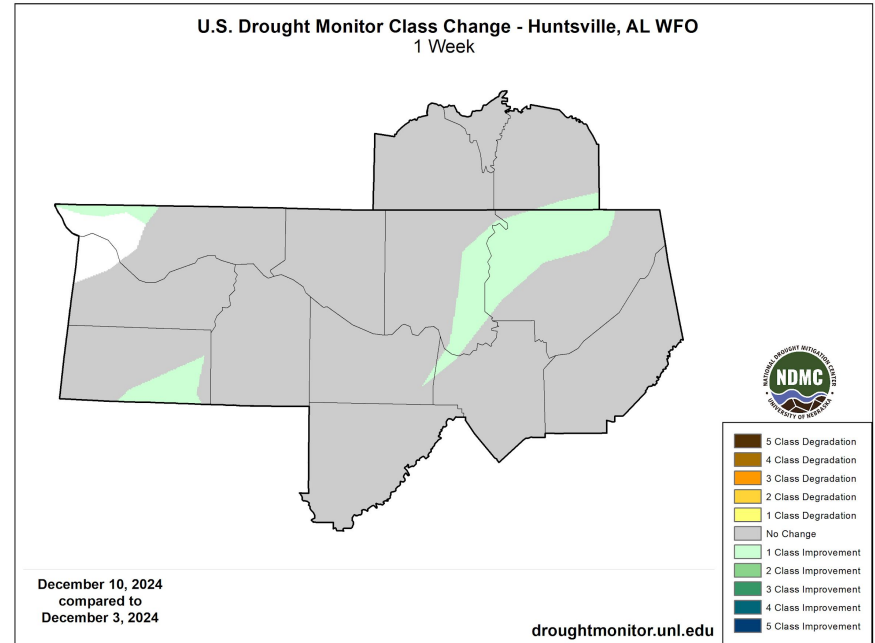 U.S. Drought Monitor Class Change - Huntsville, AL WFO
1 Week
NATIONAL DROUGHT MITIGATION CENTER
NDMC
UNIVERSITY OF NEBRASKA
5 Class Degradation
4 Class Degradation
3 Class Degradation
2 Class Degradation
1 Class Degradation
No Change
1 Class Improvement
2 Class Improvement
3 Class Improvement
4 Class Improvement
5 Class Improvement
December 10, 2024
compared to
December 3, 2024
droughtmonitor.unl.edu